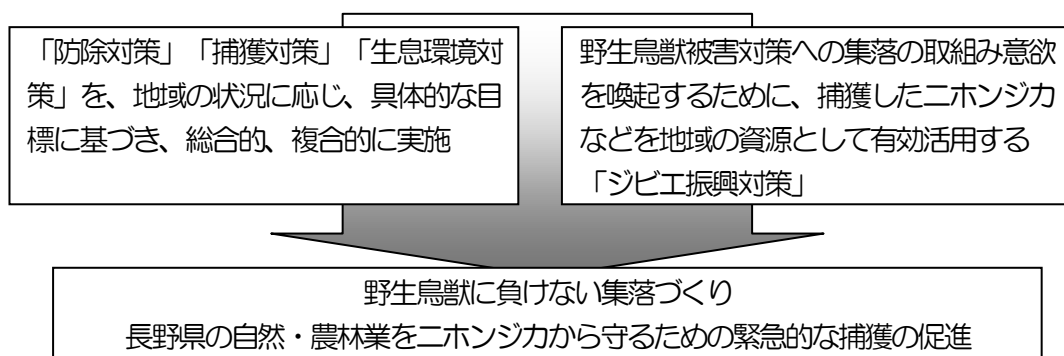 「防除対策」「捕獲対策」「生息環境対
策」を、地域の状況に応じ、具体的な目
標に基づき、総合的、複合的に実施
野生鳥獣被害対策への集落の取組み意欲
を喚起するために、捕獲したニホンジカ
などを地域の資源として有効活用する
「ジビエ振興対策」
野生鳥獣に負けない集落づくり
長野県の自然・農林業をニホンジカから守るための緊急的な捕獲の促進